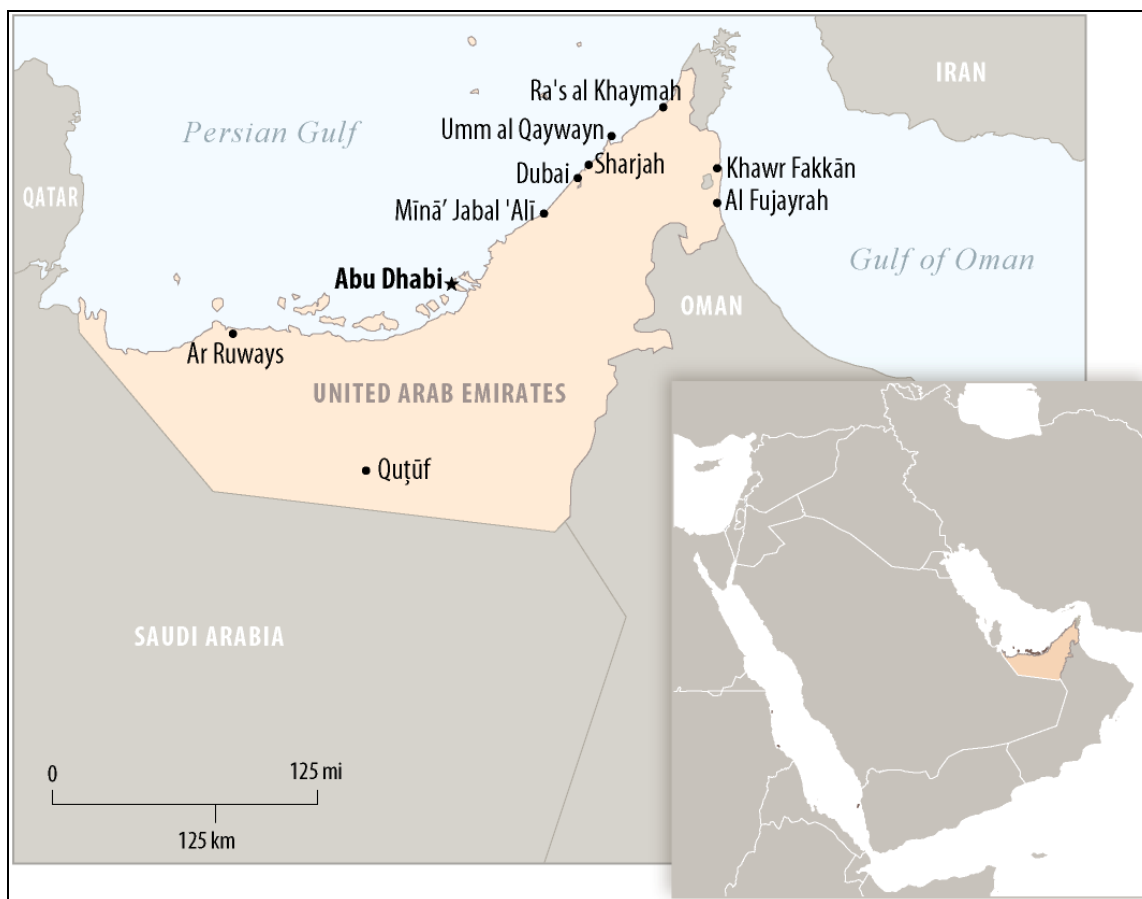 IRAN
Ra's al Khaymah
Persian Gulf
Umm al Qaywayn
Sharjah
Khawr Fakkān
Dubai
QATAR
Al Fujayrah
Mīnā’ Jabal 'Alī
Gulf of Oman
Abu Dhabi
OMAN
Ar Ruways
UNITED ARAB EMIRATES
Quţūf
SAUDI ARABIA
0
125 mi
125 km